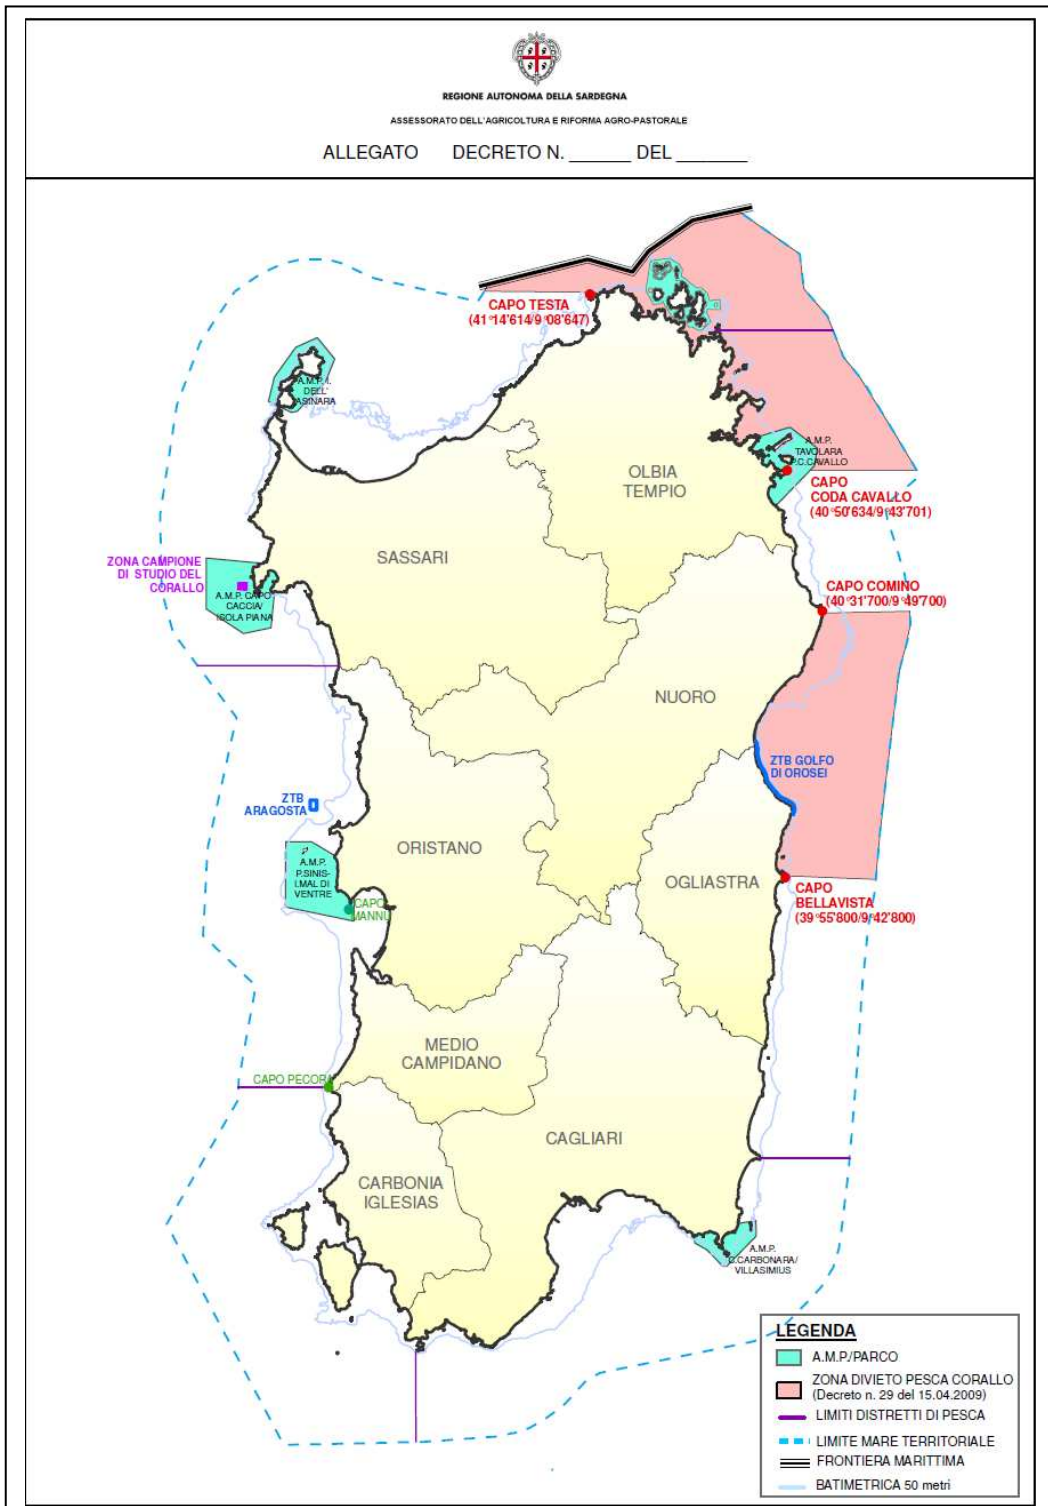 REGIONE AUTONOMA DELLA SARDEGNA
ASSESSORATO DELL'AGRICOLTURA E RIFORMA AGRO-PASTORALE
ALLEGATO DECRETO N. ______ DEL _______
CAPO TESTA
(41°14'614/9°08'647)
A.M.P. I.
DELL'
ASINARA
A.M.P.
TAVOLARA
P.C.CAVALLO
OLBIA
TEMPIO
CAPO
CODA CAVALLO
(40°50'634/9°43'701)
SASSARI
ZONA CAMPIONE
DI STUDIO DEL
CORALLO
A.M.P. CAPO
CACCIA/
ISOLA PIANA
CAPO COMINO
(40°31'700/9°49'700)
NUORO
ZTB GOLFO
DI OROSEI
ZTB
ARAGOSTA
ORISTANO
A.M.P.
P.SINIS-
I.MAL DI
VENTRE
CAPO
MANNU
OGLIASTRA
CAPO
BELLAVISTA
(39°55'800/9°42'800)
MEDIO
CAMPIDANO
CAPO PECORA
CAGLIARI
CARBONIA
IGLESIAS
A.M.P.
C.CARBONARA/
VILLASIMIUS
LEGENDA
A.M.P./PARCO
ZONA DIVIETO PESCA CORALLO
(Decreto n. 29 del 15.04.2009)
LIMITI DISTRETTI DI PESCA
LIMITE MARE TERRITORIALE
FRONTIERA MARITTIMA
BATIMETRICA 50 metri